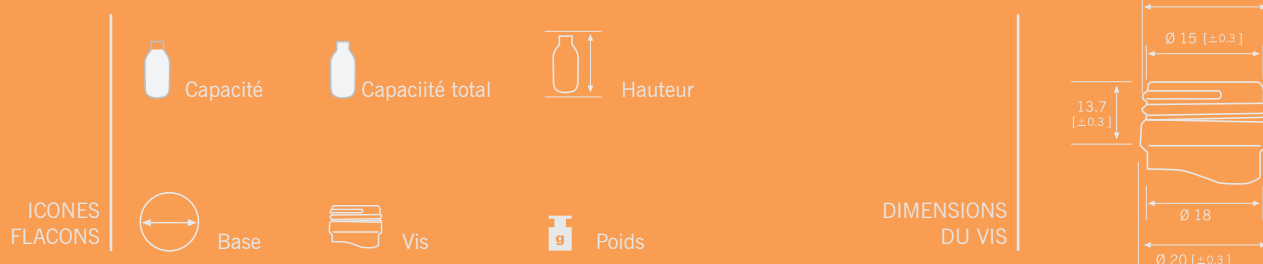 Capacité
Capaciité total
Hauteur
ICONES
FLACONS
Base
Vis
g
Poids
DIMENSIONS
DU VIS
Ø 15 [±0.3]
13.7
[±0.3]
Ø 18
Ø 20 [±0.3]